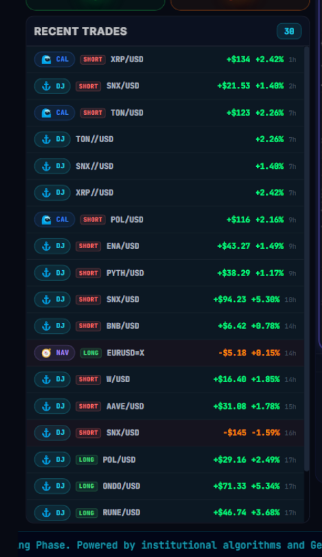 RECENT TRADES 30
CAL SHORT XRP/USD +$134 +2.42% 1h
DJ SHORT SNX/USD +$21.53 +1.40% 2h
CAL SHORT TON/USD +$123 +2.26% 7h
DJ TON//USD +2.26% 7h
DJ SNX//USD +1.40% 7h
DJ XRP//USD +2.42% 7h
CAL SHORT POL/USD +$116 +2.16% 9h
DJ SHORT ENA/USD +$43.27 +1.49% 9h
DJ SHORT PYTH/USD +$38.29 +1.17% 9h
DJ SHORT SNX/USD +$94.23 +5.30% 10h
DJ SHORT BNB/USD +$6.42 +0.78% 14h
NAV LONG EURUSD=X -$5.18 +0.15% 14h
DJ SHORT W/USD +$16.40 +1.85% 14h
DJ SHORT AAVE/USD +$31.08 +1.78% 15h
DJ SHORT SNX/USD -$145 -1.59% 16h
DJ LONG POL/USD +$29.16 +2.49% 17h
DJ LONG ONDO/USD +$71.33 +5.34% 17h
DJ LONG RUNE/USD +$46.74 +3.68% 17h
ng Phase. Powered by institutional algorithms and Ge